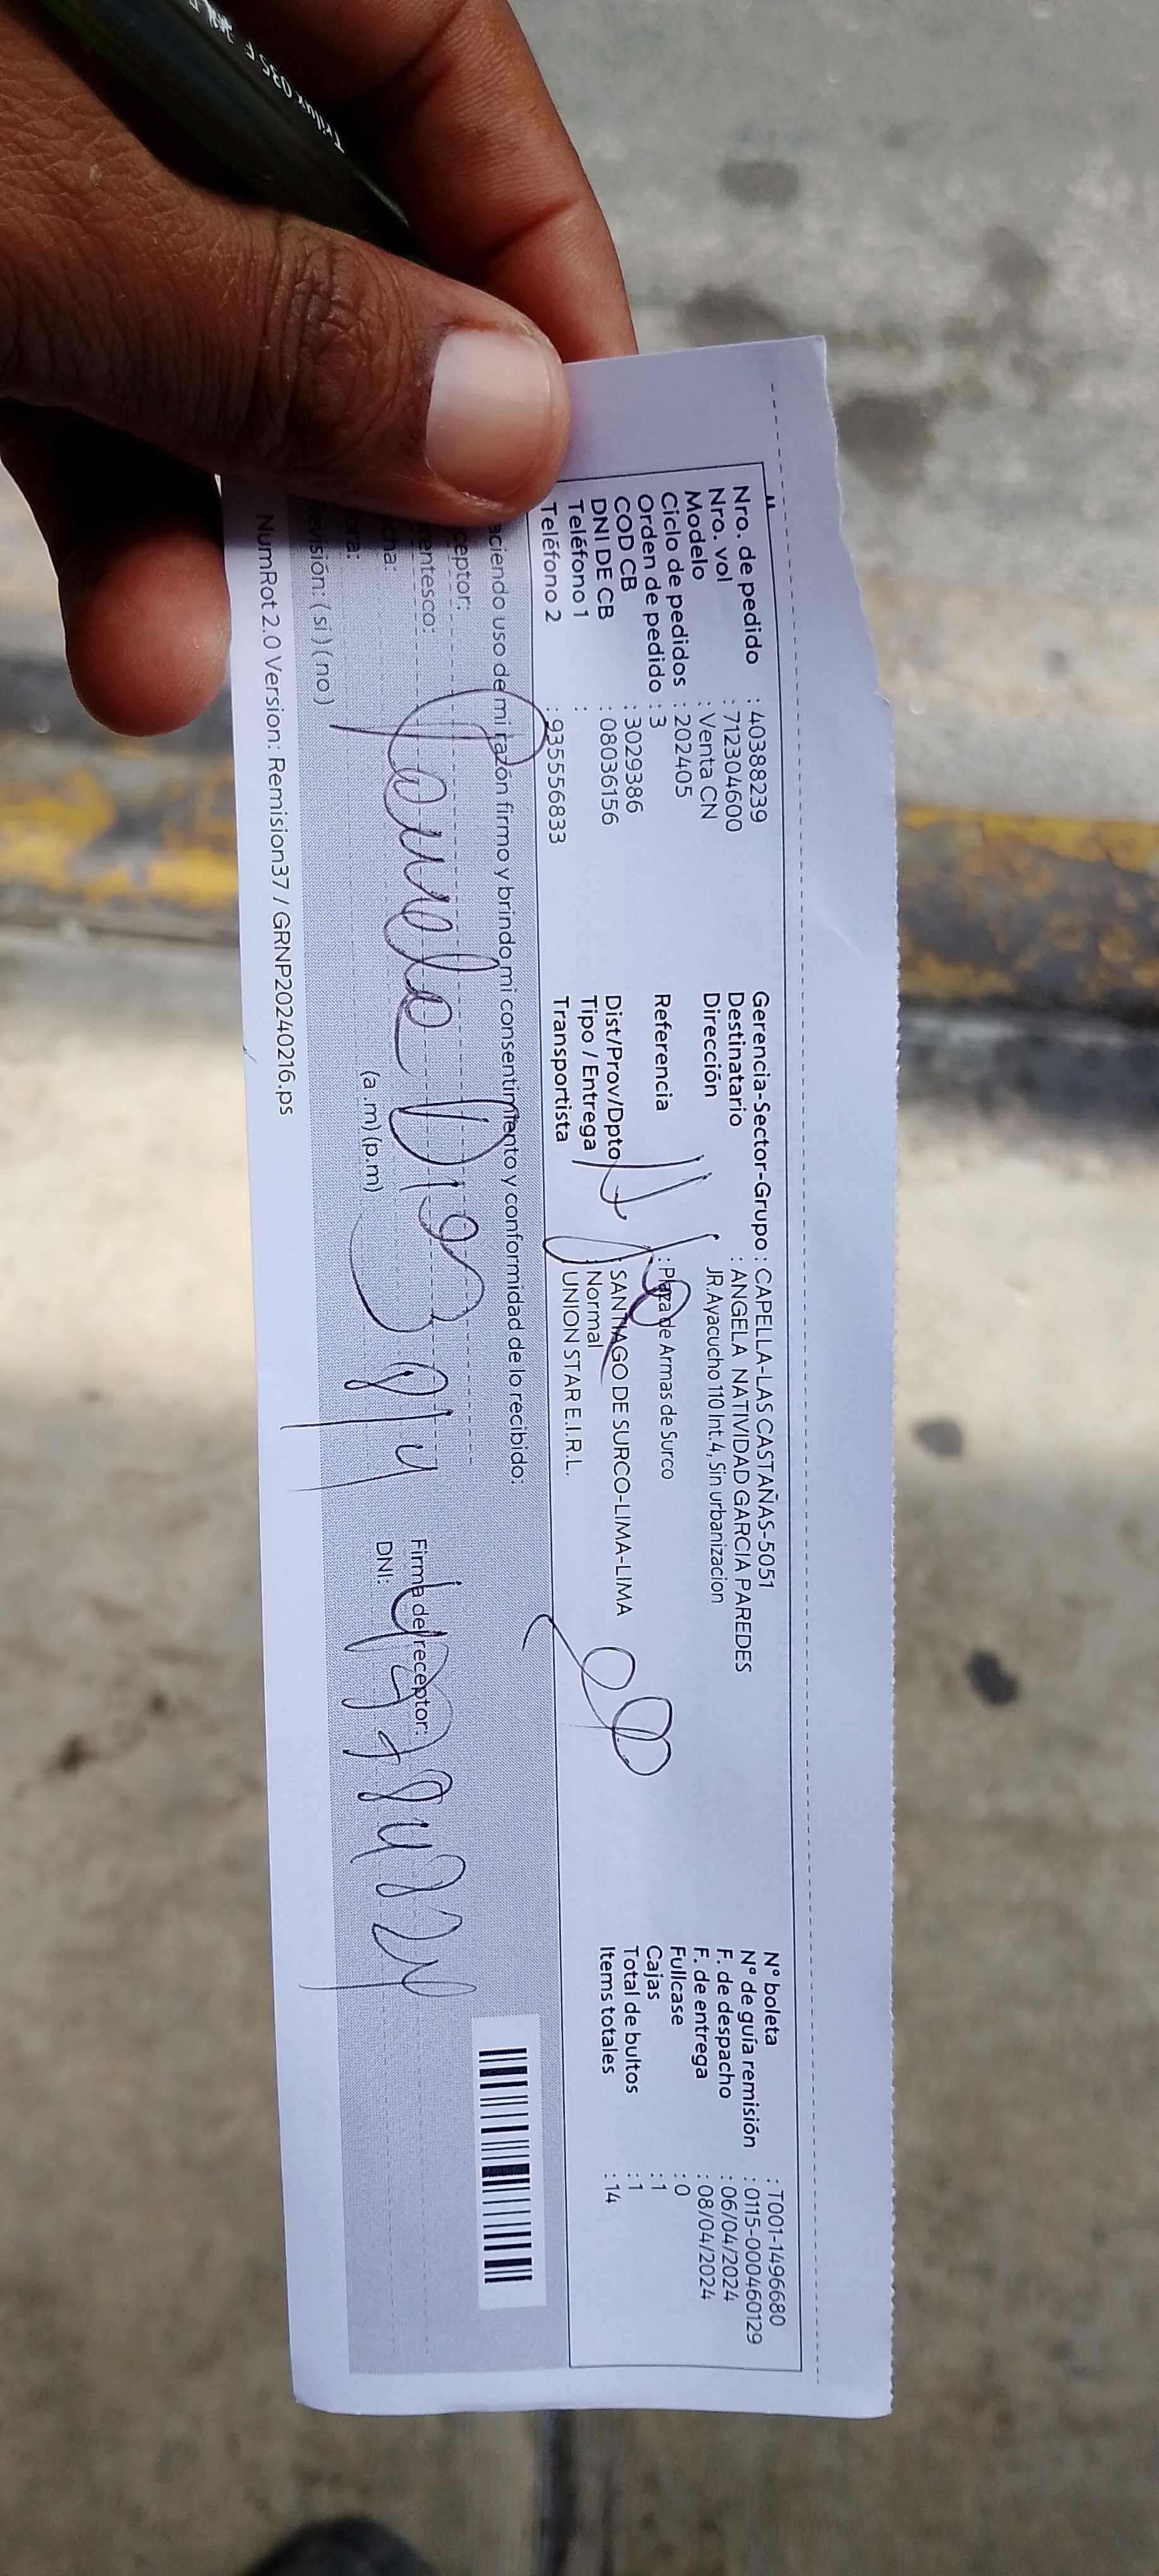 Nro. de pedido : 40388239
Nro. vol : 712304600
Modelo : Venta CN
Ciclo de pedidos : 202405
Orden de pedido : 3
COD CB : 3029386
DNI DE CB : 08036156
Teléfono 1 :
Teléfono 2 : 935556833
Gerencia-Sector-Grupo : CAPELLA-LAS CASTAÑAS-5051
Destinatario : ANGELA NATIVIDAD GARCIA PAREDES
Dirección JR.Ayacucho 110 Int.4, Sin urbanizacion
Referencia : Plaza de Armas de Surco
Dist/Prov/Dpto : SANTIAGO DE SURCO-LIMA-LIMA
Tipo / Entrega Normal
Transportista UNION STAR E.I.R.L.
N° boleta : T001-1496680
N° de guía remisión : 0115-000460129
F. de despacho : 06/04/2024
F. de entrega : 08/04/2024
Fullcase : 0
Cajas : 1
Total de bultos : 1
Items totales : 14
aciendo uso de mi razón firmo y brindo mi consentimiento y conformidad de lo recibido:
ceptor:
entesco:
cha:
ora: (a.m) (p.m)
evisión: ( si ) ( no )
Firma del receptor:
DNI:
NumRot 2.0 Version: Remision37 / GRNP20240216.ps